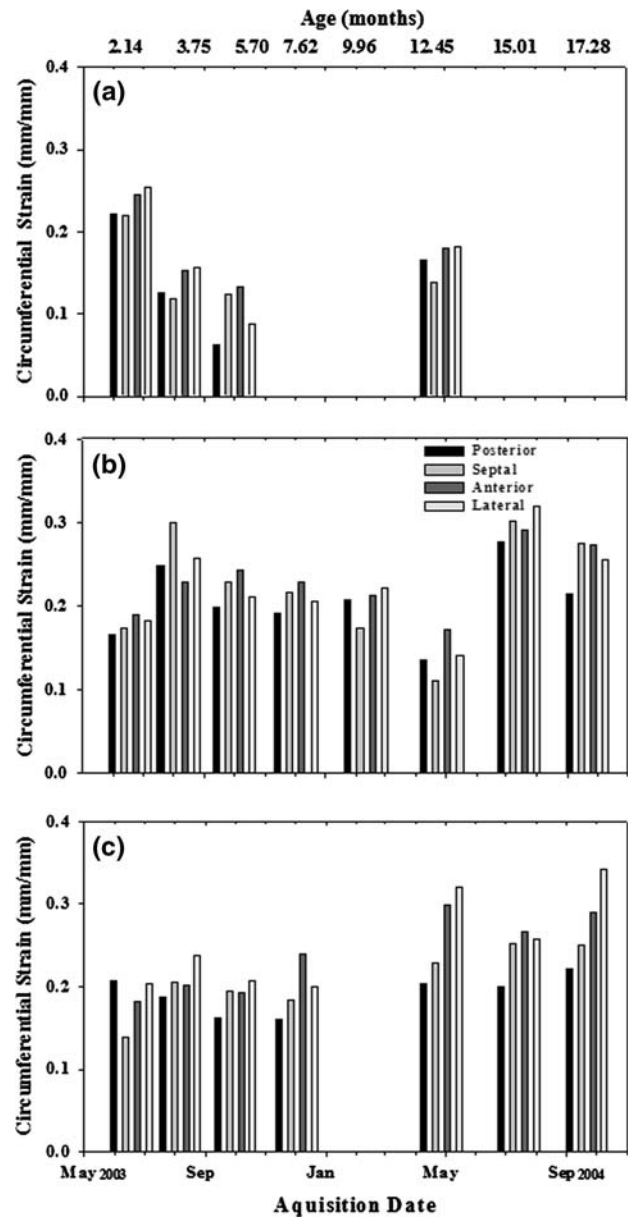 Age (months)
2.14 3.75 5.70 7.62 9.96 12.45 15.01 17.28
(a)
Circumferential Strain (mm/mm)
0.4
0.3
0.2
0.1
0.0
(b)
Circumferential Strain (mm/mm)
0.4
0.3
0.2
0.1
0.0
Posterior
Septal
Anterior
Lateral
(c)
Circumferential Strain (mm/mm)
0.4
0.3
0.2
0.1
0.0
May 2003 Sep Jan May Sep 2004
Aquisition Date